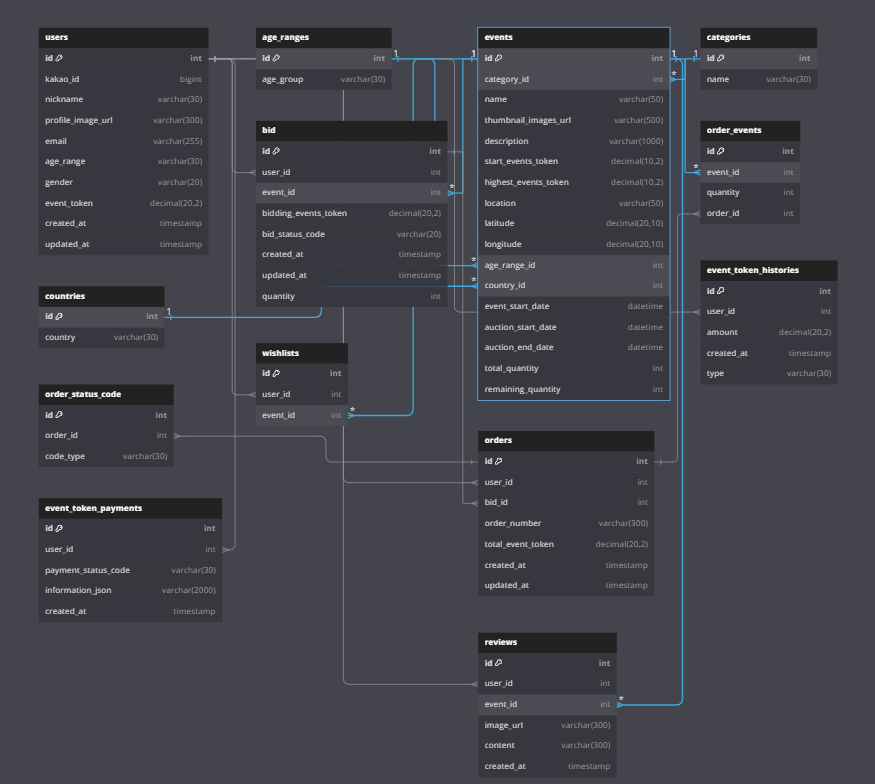 users
id int
kakao_id bigint
nickname varchar(30)
profile_image_url varchar(300)
email varchar(255)
age_range varchar(30)
gender varchar(20)
event_token decimal(20,2)
created_at timestamp
updated_at timestamp
countries
id int 1
country varchar(30)
order_status_code
id int
order_id int
code_type varchar(30)
event_token_payments
id int
user_id int
payment_status_code varchar(30)
information_json varchar(2000)
created_at timestamp
age_ranges
id int 1
age_group varchar(30)
bid
id int
user_id int
event_id int *
bidding_events_token decimal(20,2)
bid_status_code varchar(20)
created_at timestamp
updated_at timestamp
quantity int
wishlists
id int
user_id int
event_id int *
events
1 id int 1
category_id int *
name varchar(50)
thumbnail_images_url varchar(500)
description varchar(1000)
start_events_token decimal(10,2)
highest_events_token decimal(10,2)
location varchar(50)
latitude decimal(20,10)
longitude decimal(20,10)
* age_range_id int
* country_id int
event_start_date datetime
auction_start_date datetime
auction_end_date datetime
total_quantity int
remaining_quantity int
orders
id int
user_id int
bid_id int
order_number varchar(300)
total_event_token decimal(20,2)
created_at timestamp
updated_at timestamp
reviews
id int
user_id int
event_id int *
image_url varchar(300)
content varchar(300)
created_at timestamp
categories
1 id int
name varchar(30)
order_events
id int
* event_id int
quantity int
order_id int
event_token_histories
id int
user_id int
amount decimal(20,2)
created_at timestamp
type varchar(30)